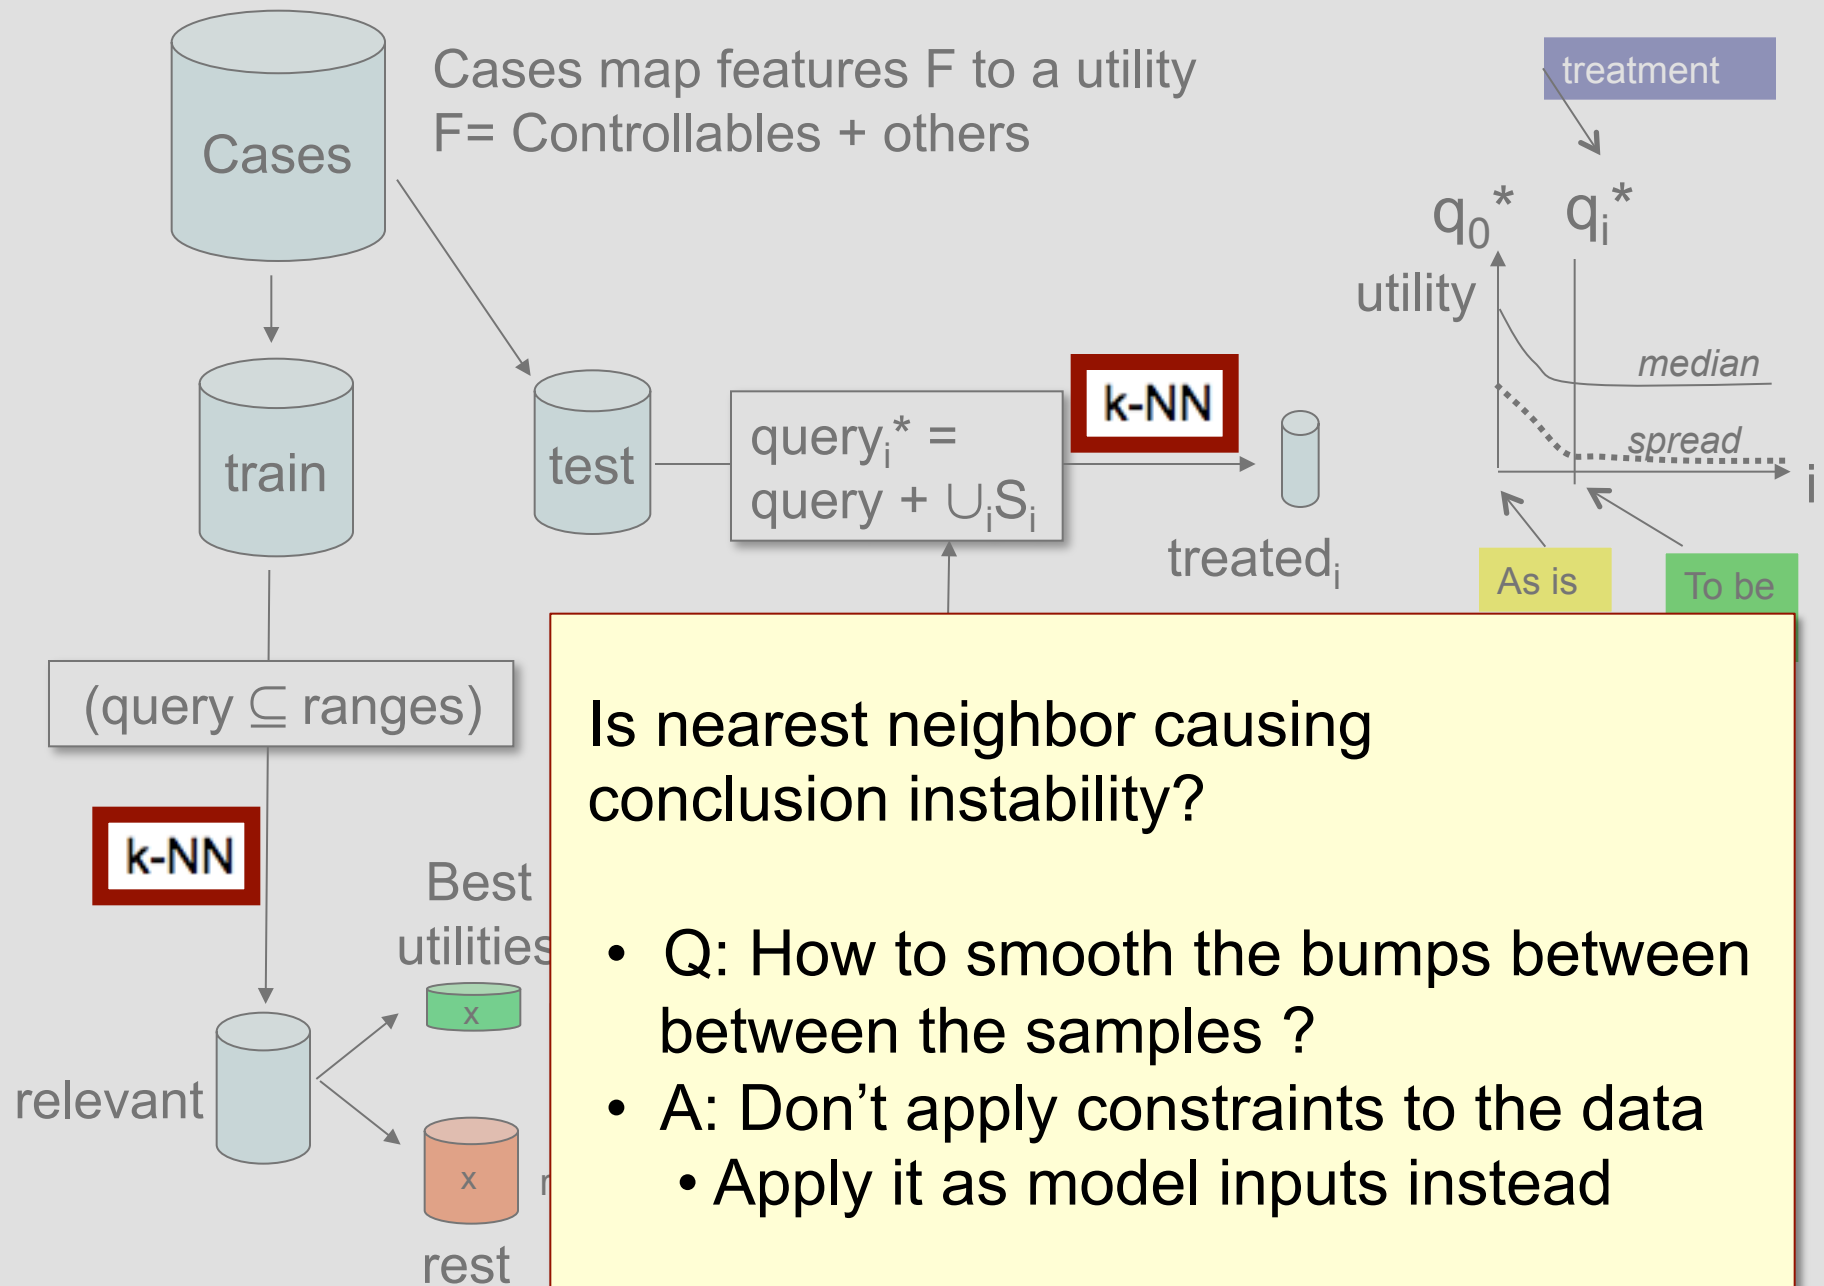 Cases map features F to a utility
F= Controllables + others
Cases
treatment
q₀* qᵢ*
utility
median
spread
i
As is
To be
train
test
queryᵢ* =
query + ∪ᵢSᵢ
k-NN
treatedᵢ
(query ⊆ ranges)
k-NN
Best
utilities
x
relevant
x
rest
Is nearest neighbor causing
conclusion instability?
• Q: How to smooth the bumps between
between the samples ?
• A: Don’t apply constraints to the data
• Apply it as model inputs instead